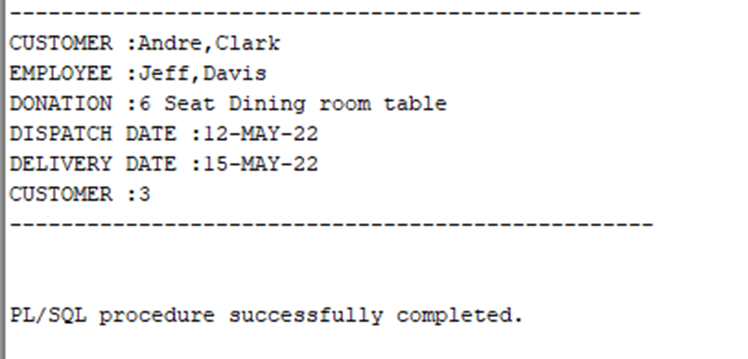 -------------------------------------------------
CUSTOMER :Andre,Clark
EMPLOYEE :Jeff,Davis
DONATION :6 Seat Dining room table
DISPATCH DATE :12-MAY-22
DELIVERY DATE :15-MAY-22
CUSTOMER :3
--------------------------------------------------
PL/SQL procedure successfully completed.